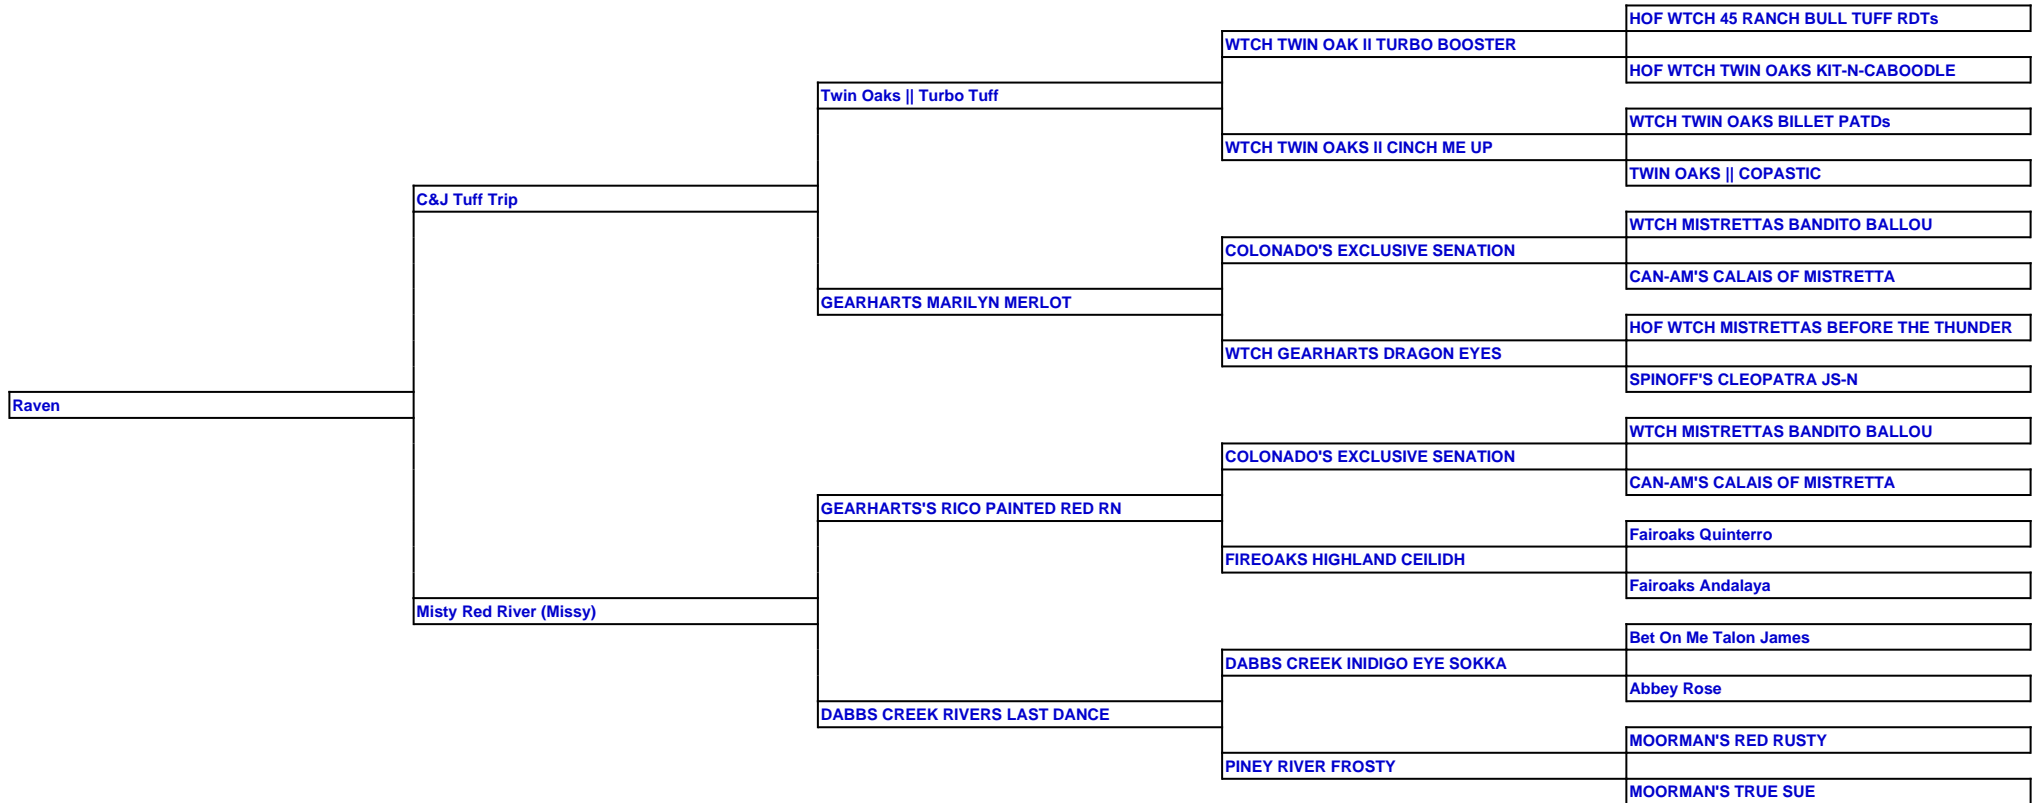 HOF WTCH 45 RANCH BULL TUFF RDTs
WTCH TWIN OAK II TURBO BOOSTER
HOF WTCH TWIN OAKS KIT-N-CABOODLE
Twin Oaks || Turbo Tuff
WTCH TWIN OAKS BILLET PATDs
WTCH TWIN OAKS II CINCH ME UP
TWIN OAKS || COPASTIC
C&J Tuff Trip
WTCH MISTRETTAS BANDITO BALLOU
COLONADO'S EXCLUSIVE SENATION
CAN-AM'S CALAIS OF MISTRETTA
GEARHARTS MARILYN MERLOT
HOF WTCH MISTRETTAS BEFORE THE THUNDER
WTCH GEARHARTS DRAGON EYES
SPINOFF'S CLEOPATRA JS-N
Raven
WTCH MISTRETTAS BANDITO BALLOU
COLONADO'S EXCLUSIVE SENATION
CAN-AM'S CALAIS OF MISTRETTA
GEARHARTS'S RICO PAINTED RED RN
Fairoaks Quinterro
FIREOAKS HIGHLAND CEILIDH
Fairoaks Andalaya
Misty Red River (Missy)
Bet On Me Talon James
DABBS CREEK INIDIGO EYE SOKKA
Abbey Rose
DABBS CREEK RIVERS LAST DANCE
MOORMAN'S RED RUSTY
PINEY RIVER FROSTY
MOORMAN'S TRUE SUE